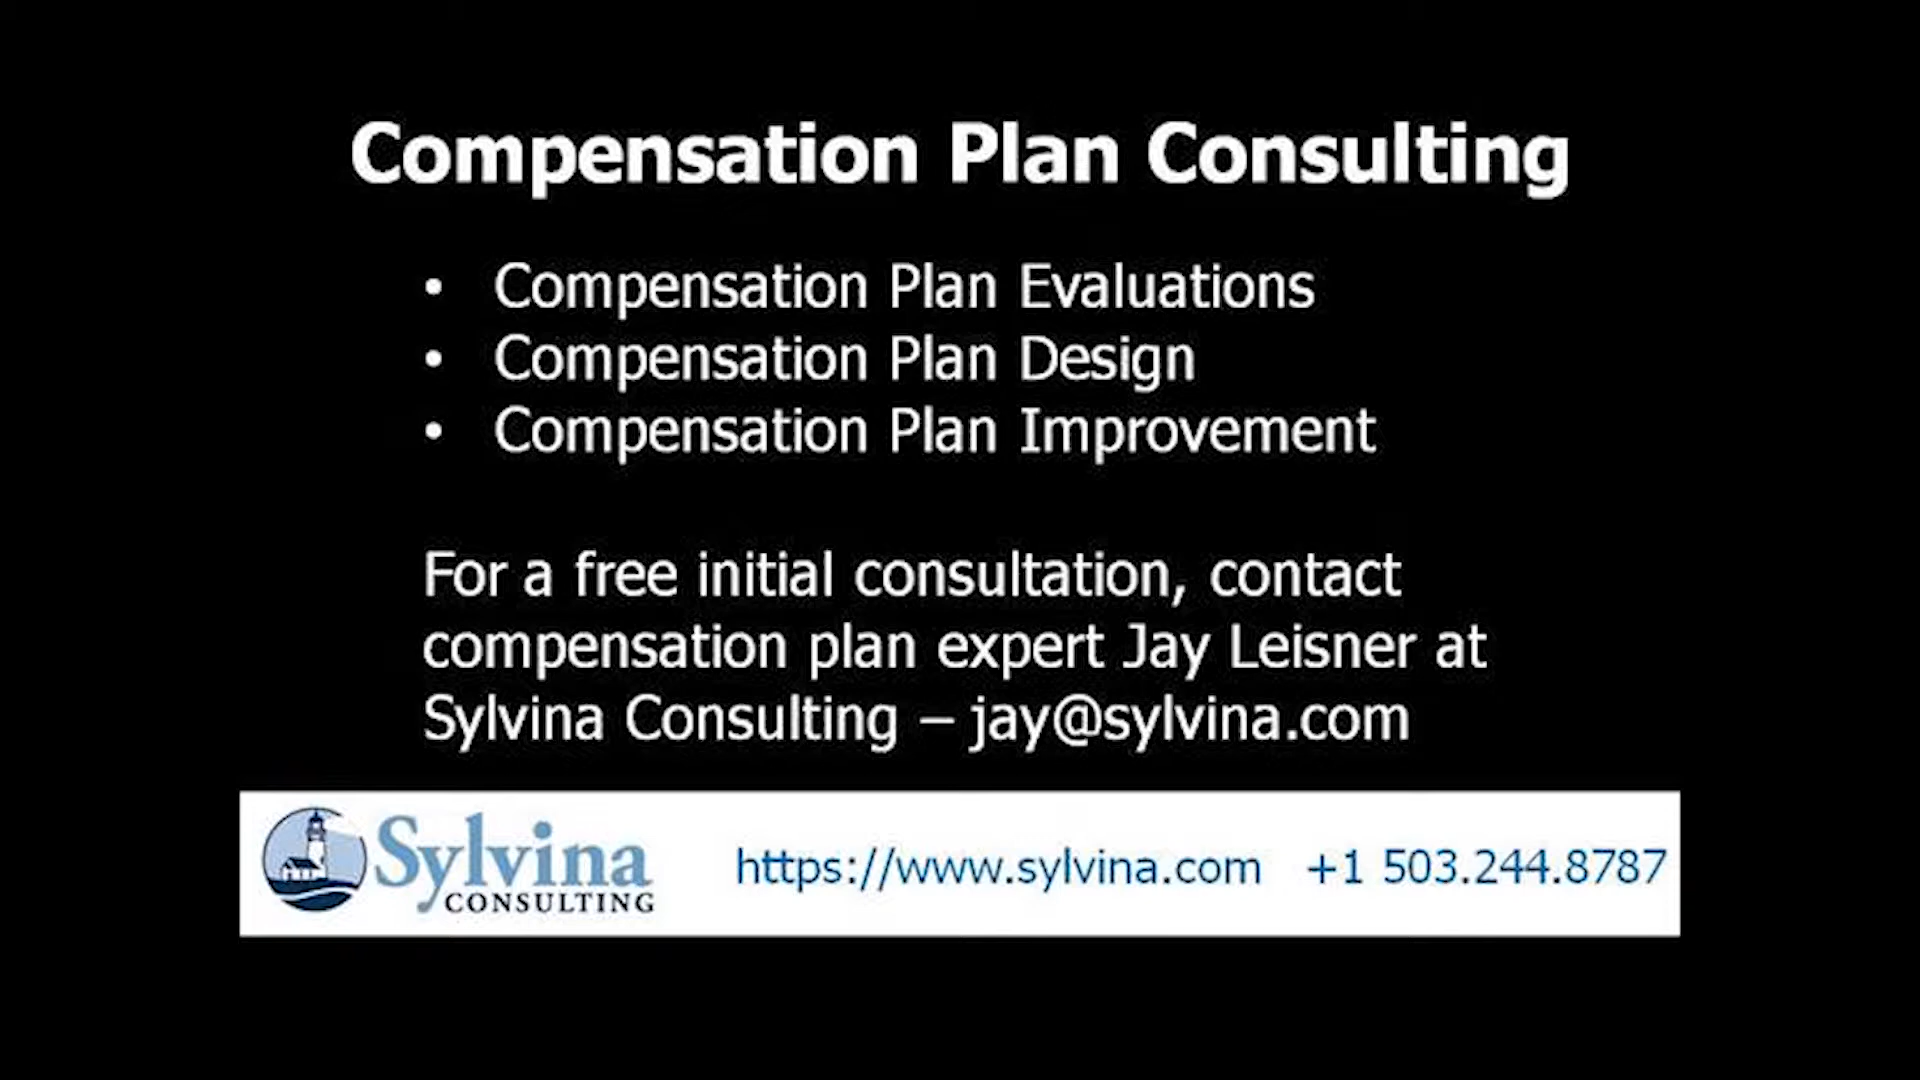 Compensation Plan Consulting
• Compensation Plan Evaluations
• Compensation Plan Design
• Compensation Plan Improvement
For a free initial consultation, contact
compensation plan expert Jay Leisner at
Sylvina Consulting – jay@sylvina.com
Sylvina
CONSULTING
https://www.sylvina.com +1 503.244.8787